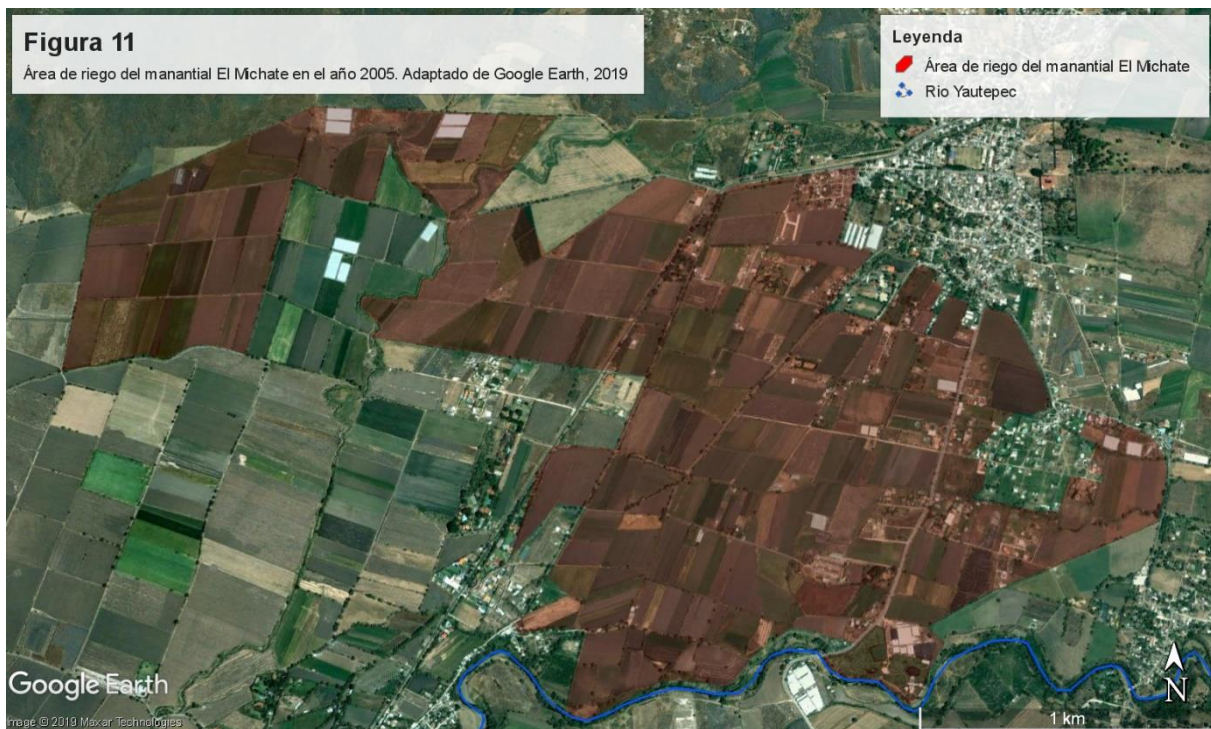 Figura 11
Área de riego del manantial El Michate en el año 2005. Adaptado de Google Earth, 2019
Leyenda
Área de riego del manantial El Michate
Rio Yautepec
Google Earth
Image © 2019 Maxar Technologies
N
1 km